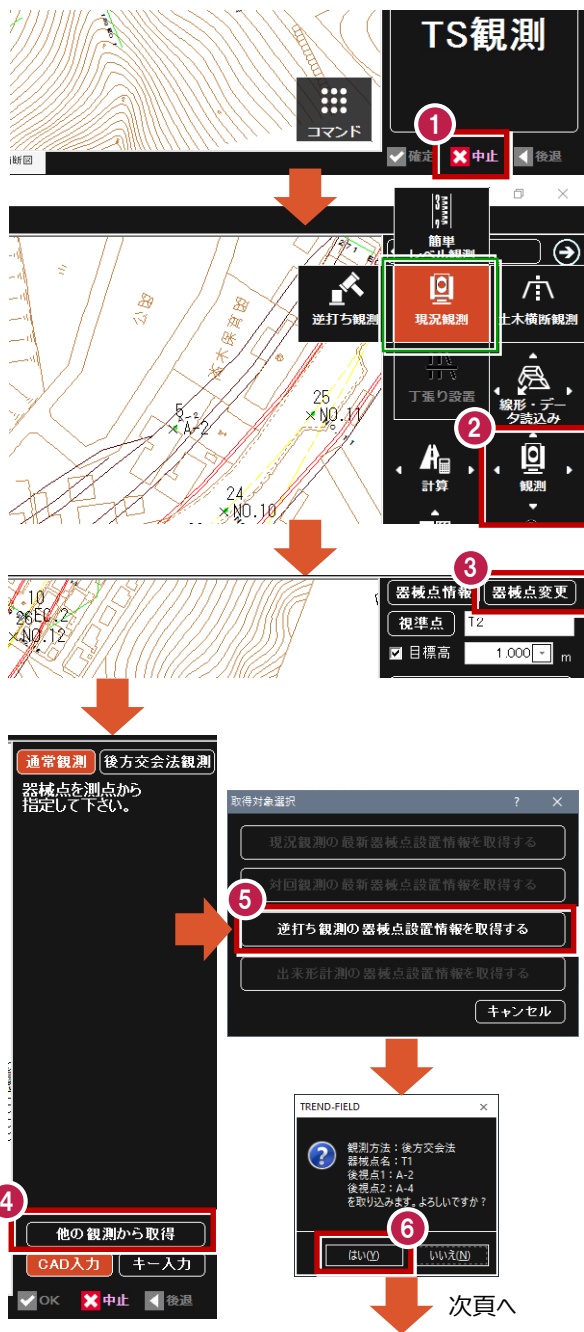 TS観測
コマンド
1
確定
中止
後退
断図
簡単
レベル観測
逆打ち観測
現況観測
土木横断観測
丁張り設置
線形・デー
タ読込み
公園
保育園
271
5
A-2
25
NO.11
24
NO.10
2
計算
観測
3
器械点情報
器械点変更
10
26EC.2
NO.12
視準点
T2
目標高
1.000
m
通常観測
後方交会法観測
器械点を測点から
指定して下さい。
取得対象選択
?
×
現況観測の最新器械点設置情報を取得する
対回観測の最新器械点設置情報を取得する
5
逆打ち観測の器械点設置情報を取得する
出来形計測の器械点設置情報を取得する
キャンセル
TREND-FIELD
×
観測方法：後方交会法
器械点名：T1
後視点1：A-2
後視点2：A-4
を取り込みます。よろしいですか?
6
はい(Y)
いいえ(N)
4
他の観測から取得
CAD入力
キー入力
OK
中止
後退
次頁へ